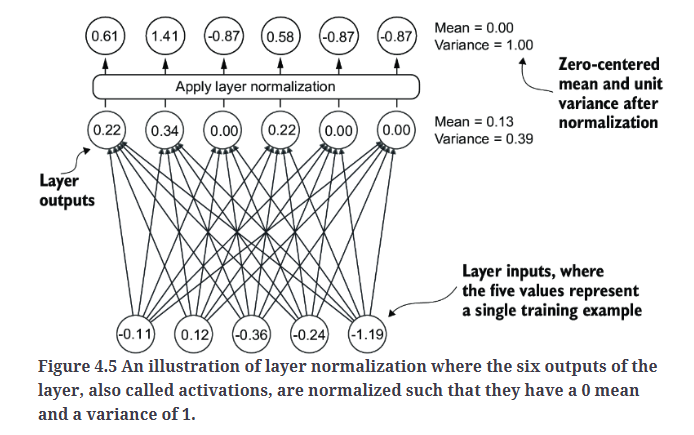 0.61 1.41 -0.87 0.58 -0.87 -0.87
Mean = 0.00
Variance = 1.00
Zero-centered
mean and unit
variance after
normalization
Apply layer normalization
0.22 0.34 0.00 0.22 0.00 0.00
Mean = 0.13
Variance = 0.39
Layer
outputs
Layer inputs, where
the five values represent
a single training example
-0.11 0.12 -0.36 -0.24 -1.19
Figure 4.5 An illustration of layer normalization where the six outputs of the
layer, also called activations, are normalized such that they have a 0 mean
and a variance of 1.